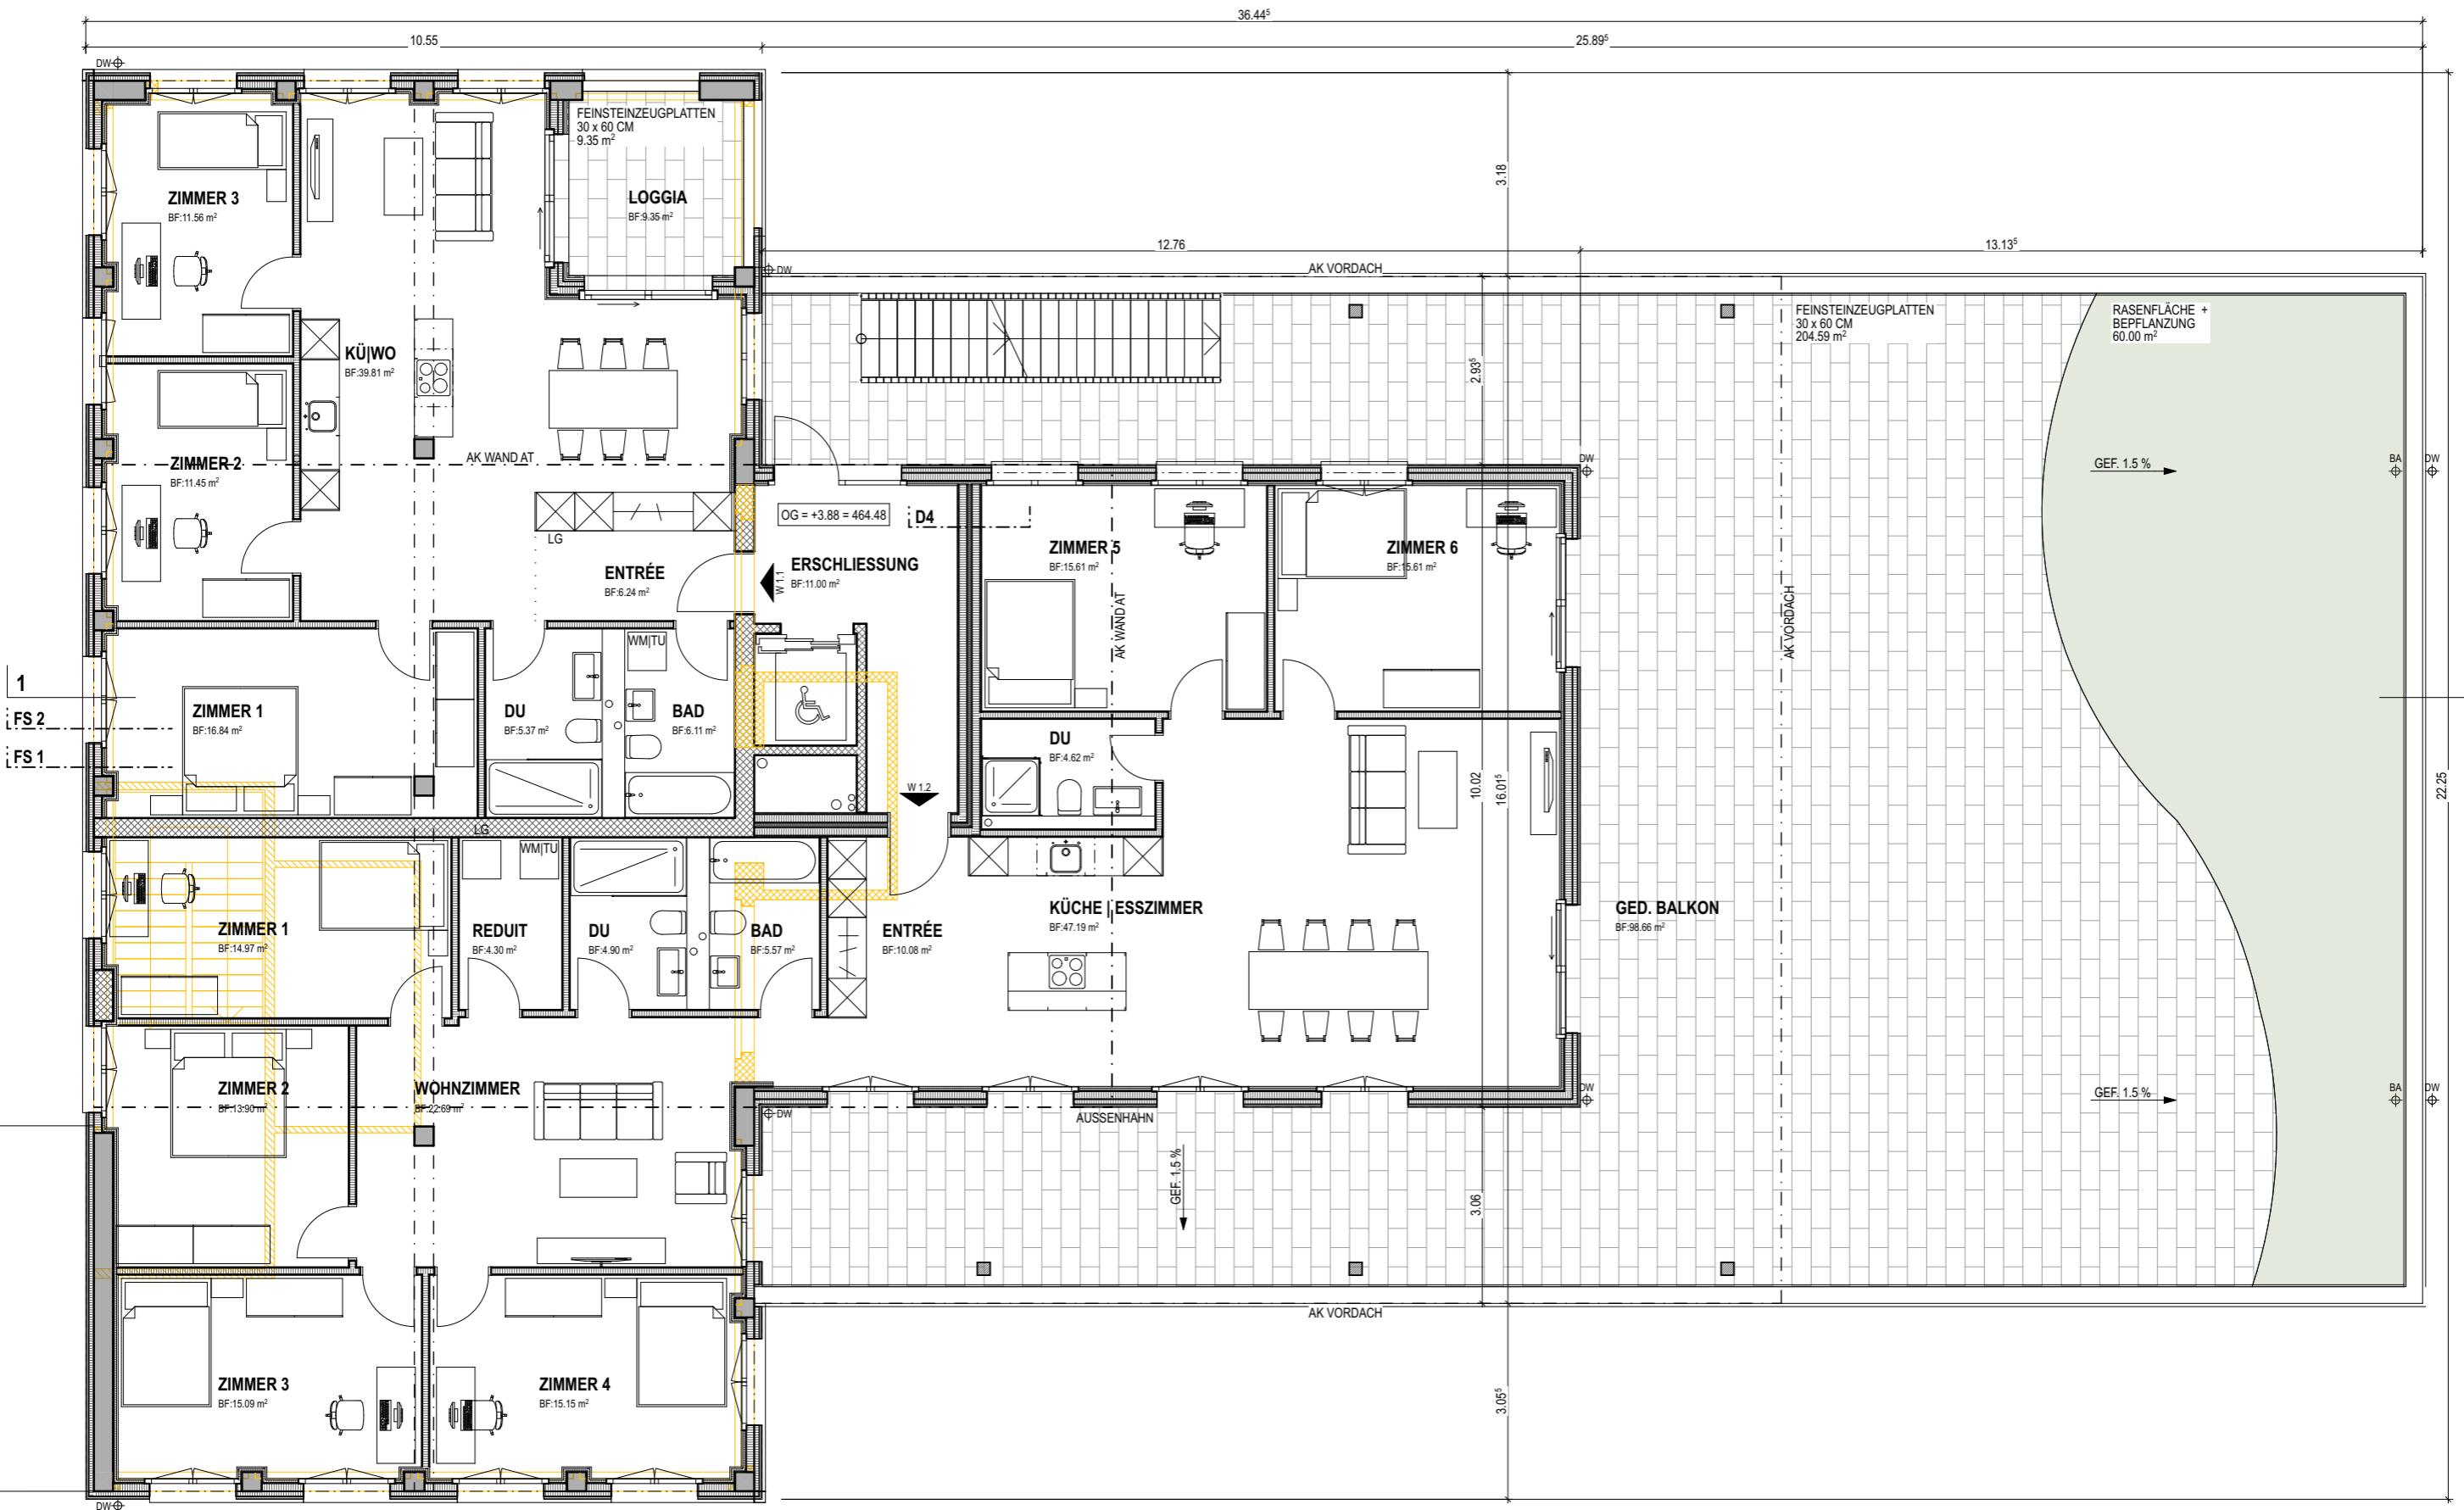 36.44⁵
10.55
25.89⁵
DW
FEINSTEINZEUGPLATTEN
30 x 60 CM
9.35 m²
ZIMMER 3
BF:11.56 m²
LOGGIA
BF:9.35 m²
3.18
12.76
13.13⁵
DW
AK VORDACH
FEINSTEINZEUGPLATTEN
30 x 60 CM
204.59 m²
RASENFLÄCHE +
BEPFLANZUNG
60.00 m²
KÜ|WO
BF:39.81 m²
2.93⁵
ZIMMER 2
BF:11.45 m²
AK WAND AT
DW
GEF. 1.5 %
BA
DW
OG = +3.88 = 464.48
D4
LG
ENTRÉE
BF:6.24 m²
W 1.1
ERSCHLIESSUNG
BF:11.00 m²
ZIMMER 5
BF:15.61 m²
ZIMMER 6
BF:15.61 m²
AK WAND AT
AK VORDACH
WM|TU
1
FS 2
FS 1
ZIMMER 1
BF:16.84 m²
DU
BF:5.37 m²
BAD
BF:6.11 m²
DU
BF:4.62 m²
W 1.2
10.02
16.01⁵
22.25
LG
WM|TU
ZIMMER 1
BF:14.97 m²
REDUIT
BF:4.30 m²
DU
BF:4.90 m²
BAD
BF:5.57 m²
ENTRÉE
BF:10.08 m²
KÜCHE | ESSZIMMER
BF:47.19 m²
GED. BALKON
BF:98.66 m²
ZIMMER 2
BF:13.90 m²
WOHNZIMMER
BF:22.69 m²
DW
AUSSENHAHN
DW
GEF. 1.5 %
BA
DW
GEF. 1.5 %
3.06
AK VORDACH
ZIMMER 3
BF:15.09 m²
ZIMMER 4
BF:15.15 m²
3.05⁵
DW